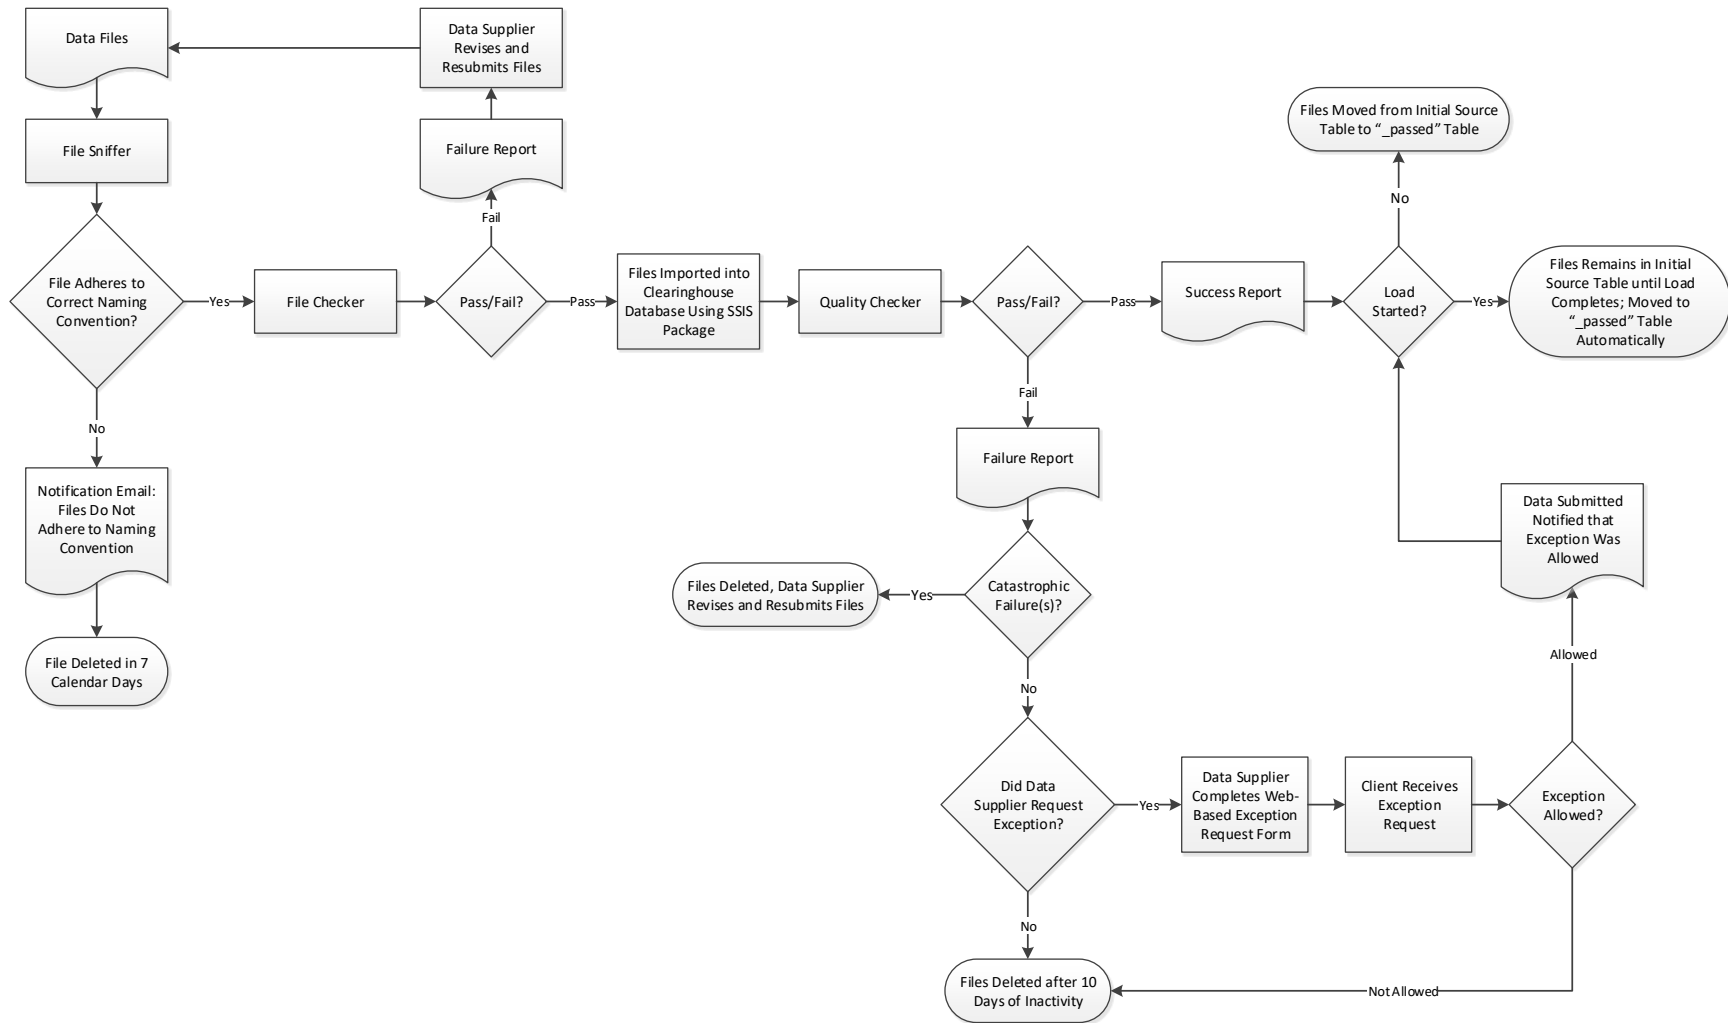 Data Files
Data Supplier
Revises and
Resubmits Files
File Sniffer
Failure Report
Fail
Files Moved from Initial Source
Table to “_passed” Table
No
File Adheres to
Correct Naming
Convention?
Yes
File Checker
Pass/Fail?
Pass
Files Imported into
Clearinghouse
Database Using SSIS
Package
Quality Checker
Pass/Fail?
Pass
Success Report
Load
Started?
Yes
Files Remains in Initial
Source Table until Load
Completes; Moved to
“_passed” Table
Automatically
No
Notification Email:
Files Do Not
Adhere to Naming
Convention
File Deleted in 7
Calendar Days
Fail
Failure Report
Catastrophic
Failure(s)?
Yes
Files Deleted, Data Supplier
Revises and Resubmits Files
No
Did Data
Supplier Request
Exception?
Yes
Data Supplier
Completes Web-
Based Exception
Request Form
Client Receives
Exception
Request
Exception
Allowed?
Allowed
Data Submitted
Notified that
Exception Was
Allowed
No
Files Deleted after 10
Days of Inactivity
Not Allowed